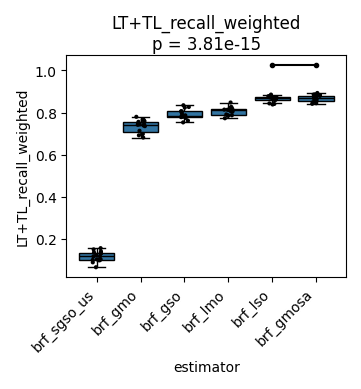 LT+TL_recall_weighted
p = 3.81e-15
LT+TL_recall_weighted
1.0
0.8
0.6
0.4
0.2
brf_sgso_us
brf_gmo
brf_gso
brf_lmo
brf_lso
brf_gmosa
estimator